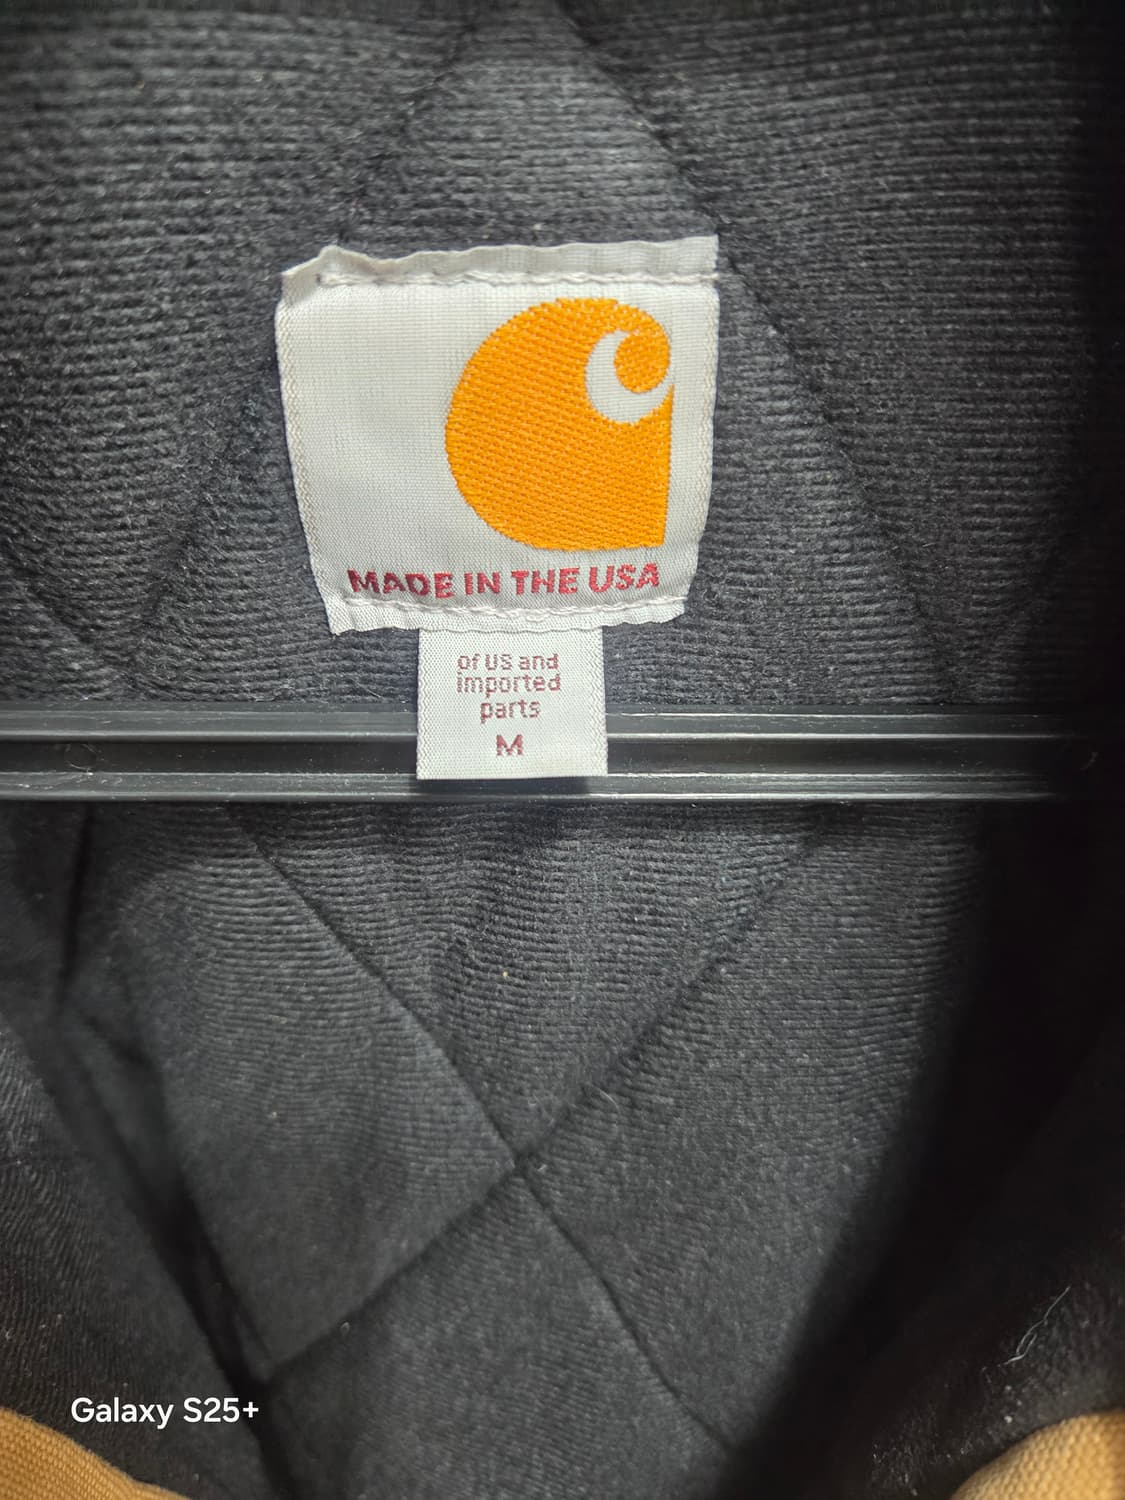 MADE IN THE USA
of US and
imported
parts
M
Galaxy S25+